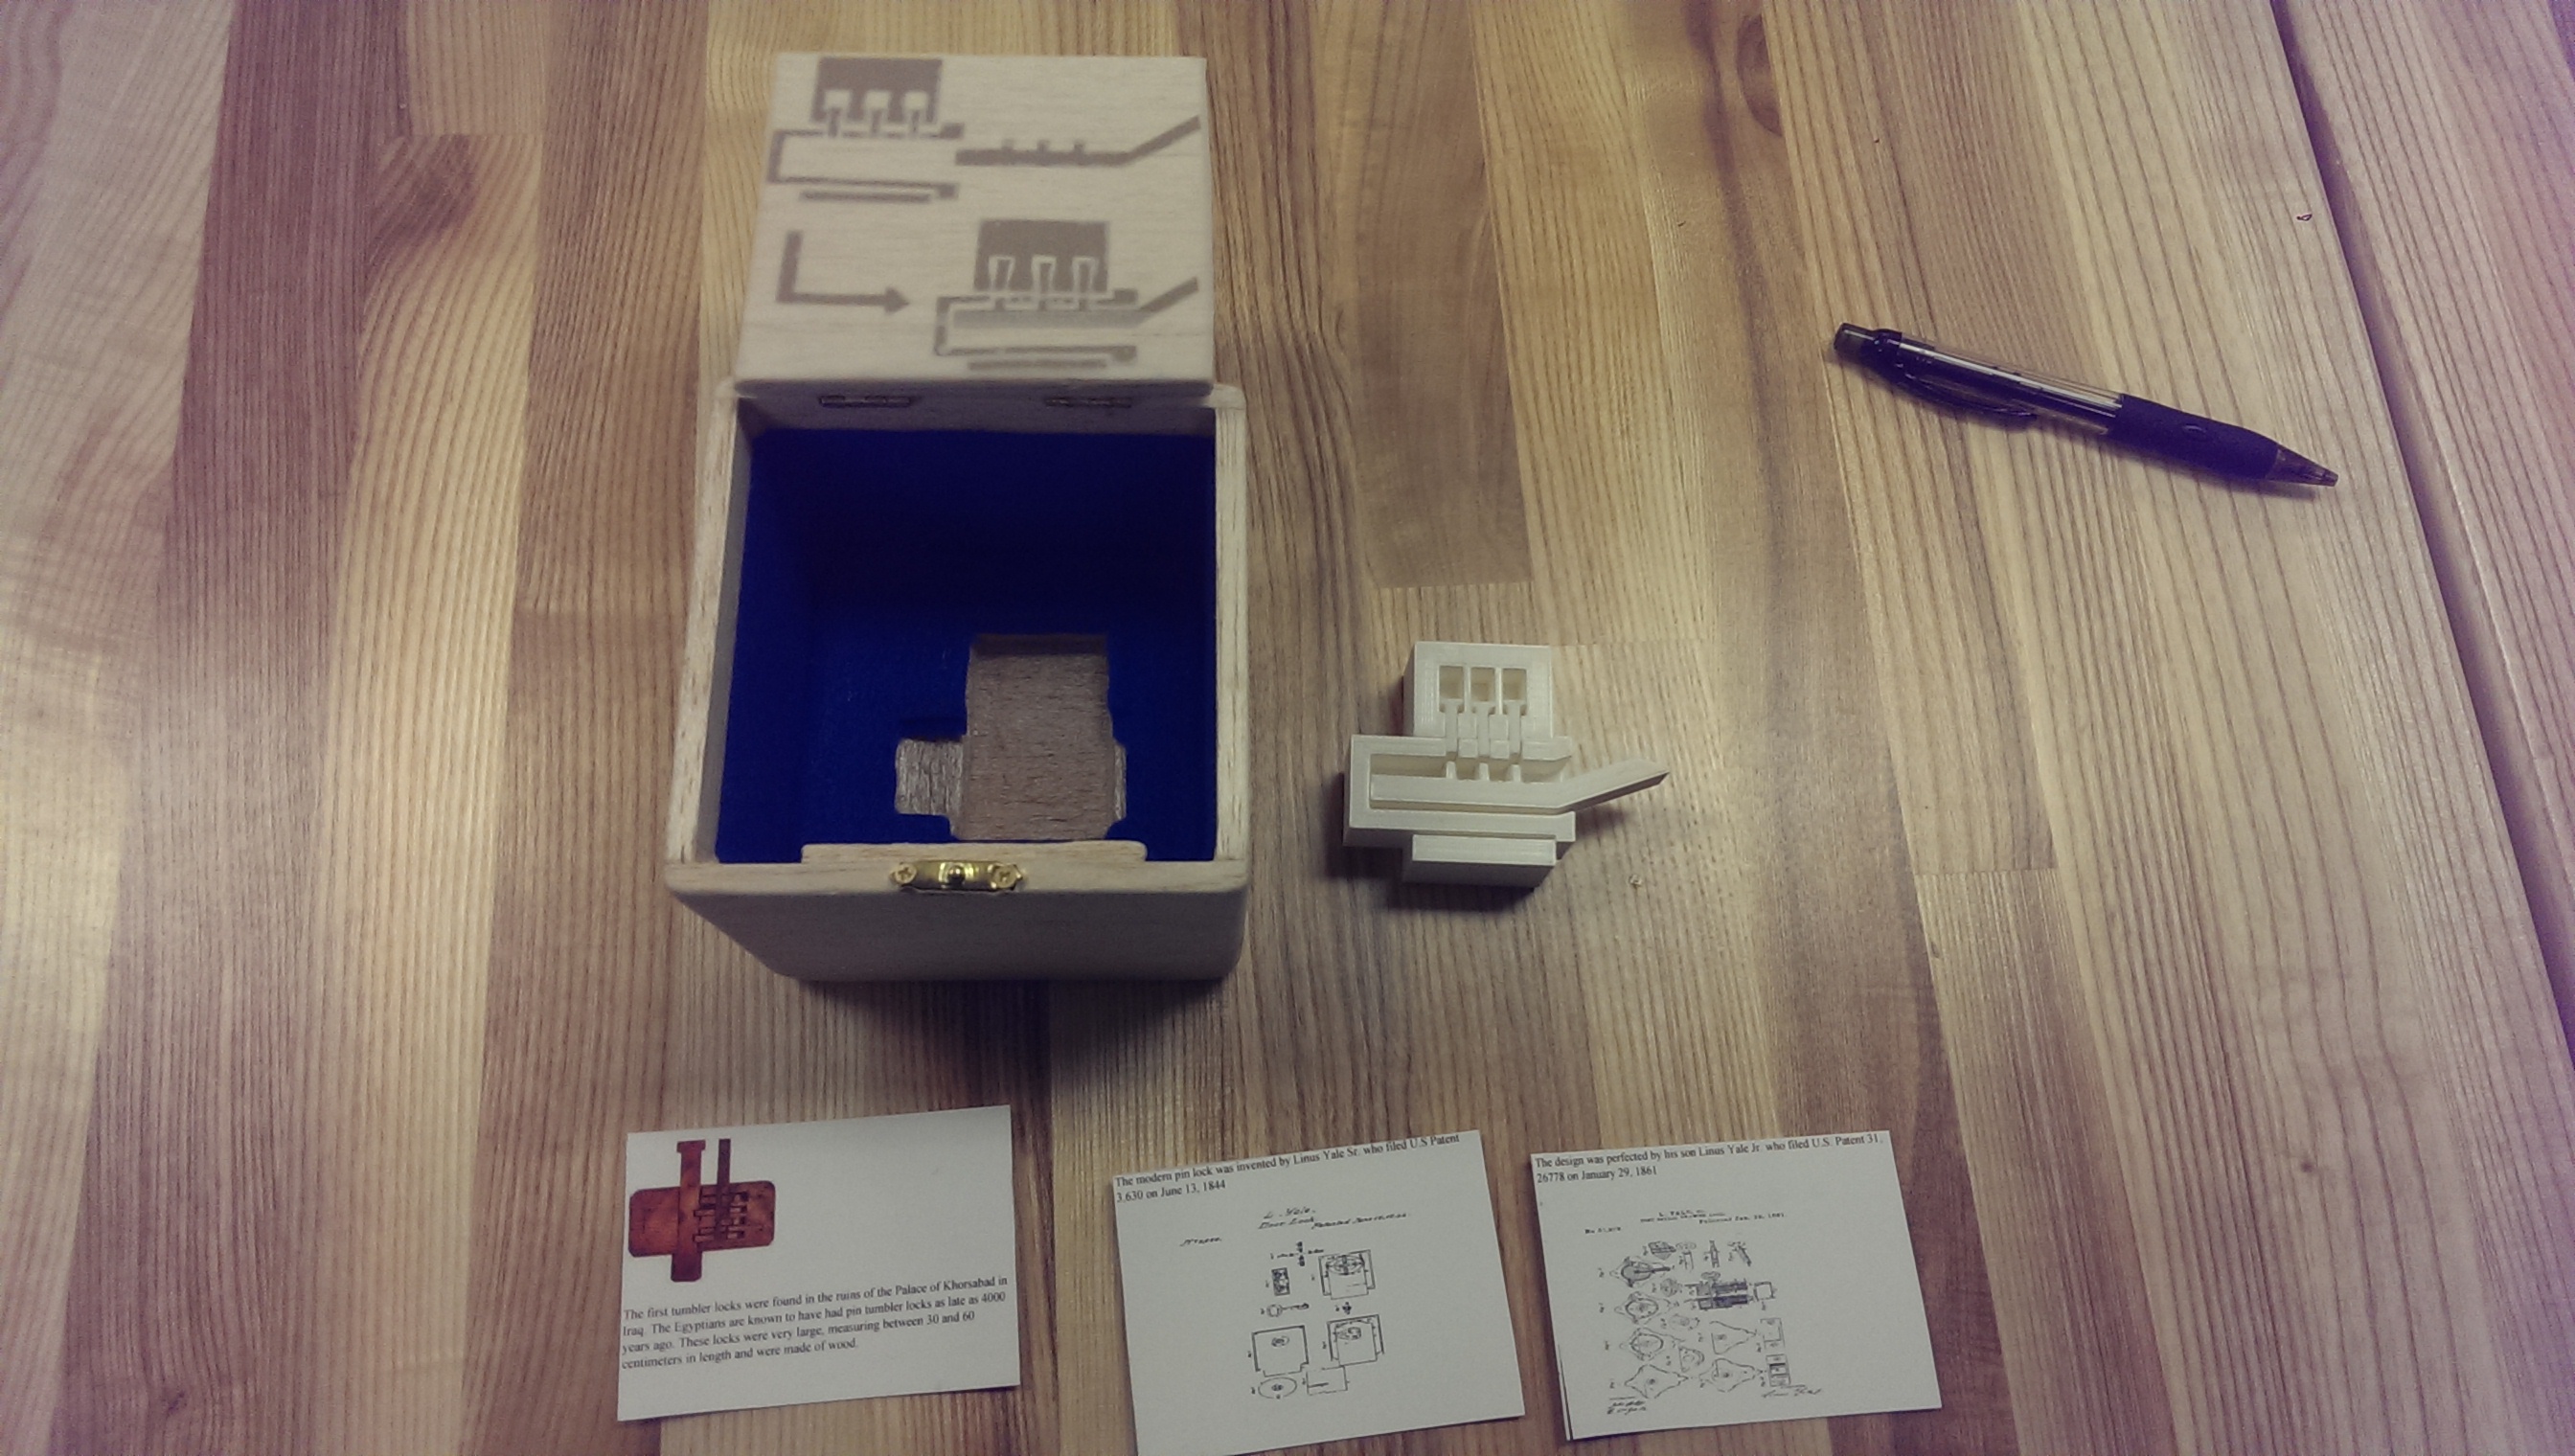 The first tumbler locks were found in the ruins of the Palace of Khorsabad in
Iraq. The Egyptians are known to have had pin tumbler locks as late as 4000
years ago. These locks were very large, measuring between 30 and 60
centimeters in length and were made of wood.
The modern pin lock was invented by Linus Yale Sr. who filed U.S Patent
3,630 on June 13, 1844
L. Yale.
Door Lock.
The design was perfected by his son Linus Yale Jr. who filed U.S. Patent 31,
26778 on January 29, 1861